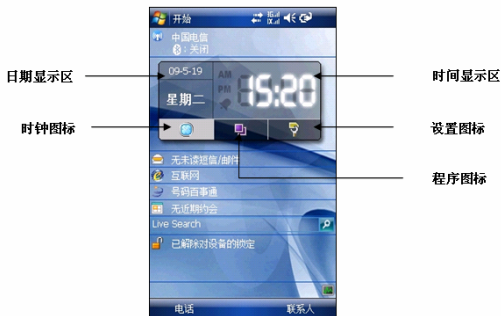 开始
中国电信
：关闭
日期显示区
09-5-19
AM
15:20
时间显示区
PM
星期二
时钟图标
设置图标
无未读短信/邮件
程序图标
互联网
号码百事通
无近期约会
Live Search
已解除对设备的锁定
电话
联系人